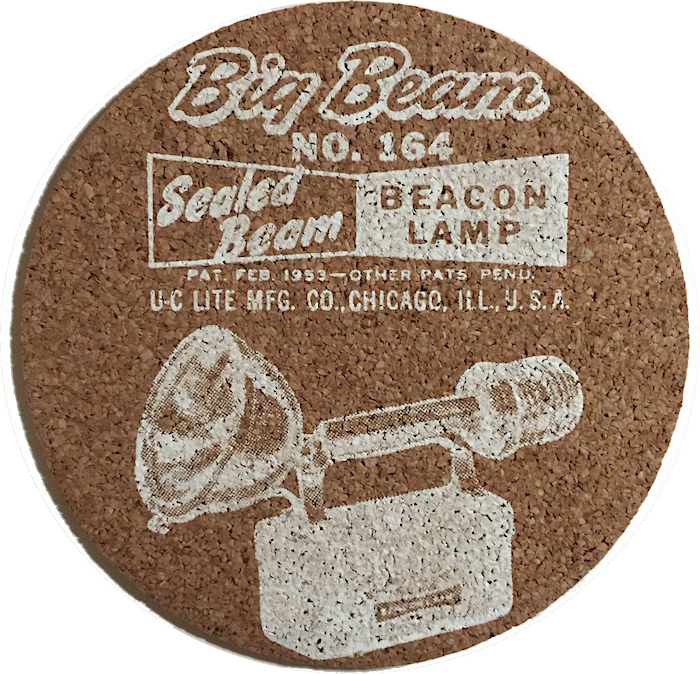 Big Beam
NO. 164
Sealed Beam
BEACON LAMP
PAT. FEB. 1953—OTHER PATS PEND.
U-C LITE MFG. CO., CHICAGO, ILL., U. S. A.